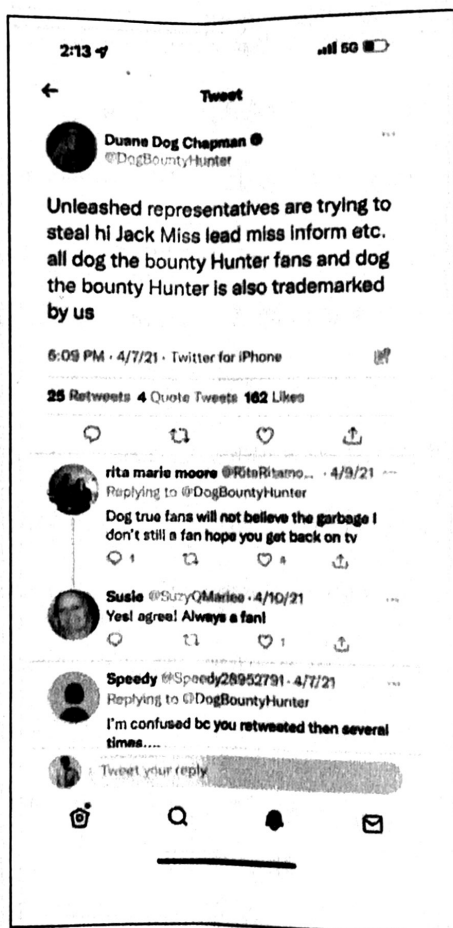 2:13
5G
Tweet
Duane Dog Chapman
@DogBountyHunter
Unleashed representatives are trying to
steal hi Jack Miss lead miss inform etc.
all dog the bounty Hunter fans and dog
the bounty Hunter is also trademarked
by us
6:09 PM · 4/7/21 · Twitter for iPhone
25 Retweets 4 Quote Tweets 162 Likes
rita marie moore @RitaRitamo... · 4/9/21
Replying to @DogBountyHunter
Dog true fans will not believe the garbage I
don't still a fan hope you get back on tv
1 4
Susie @SuzyQMariee · 4/10/21
Yes! agree! Always a fan!
1
Speedy @Speedy28952791 · 4/7/21
Replying to @DogBountyHunter
I'm confused bc you retweeted then several
times....
Tweet your reply